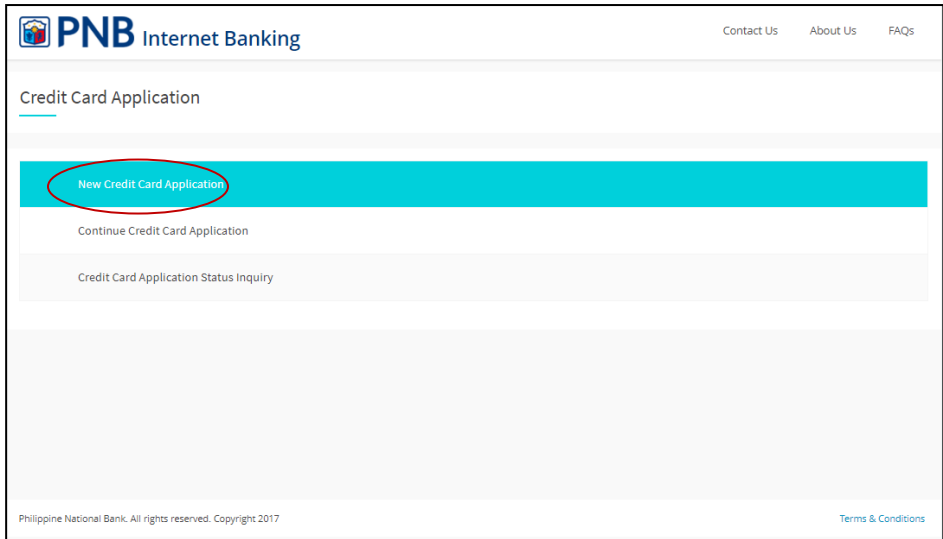 PNB Internet Banking
Contact Us About Us FAQs
Credit Card Application
New Credit Card Application
Continue Credit Card Application
Credit Card Application Status Inquiry
Philippine National Bank. All rights reserved. Copyright 2017
Terms & Conditions